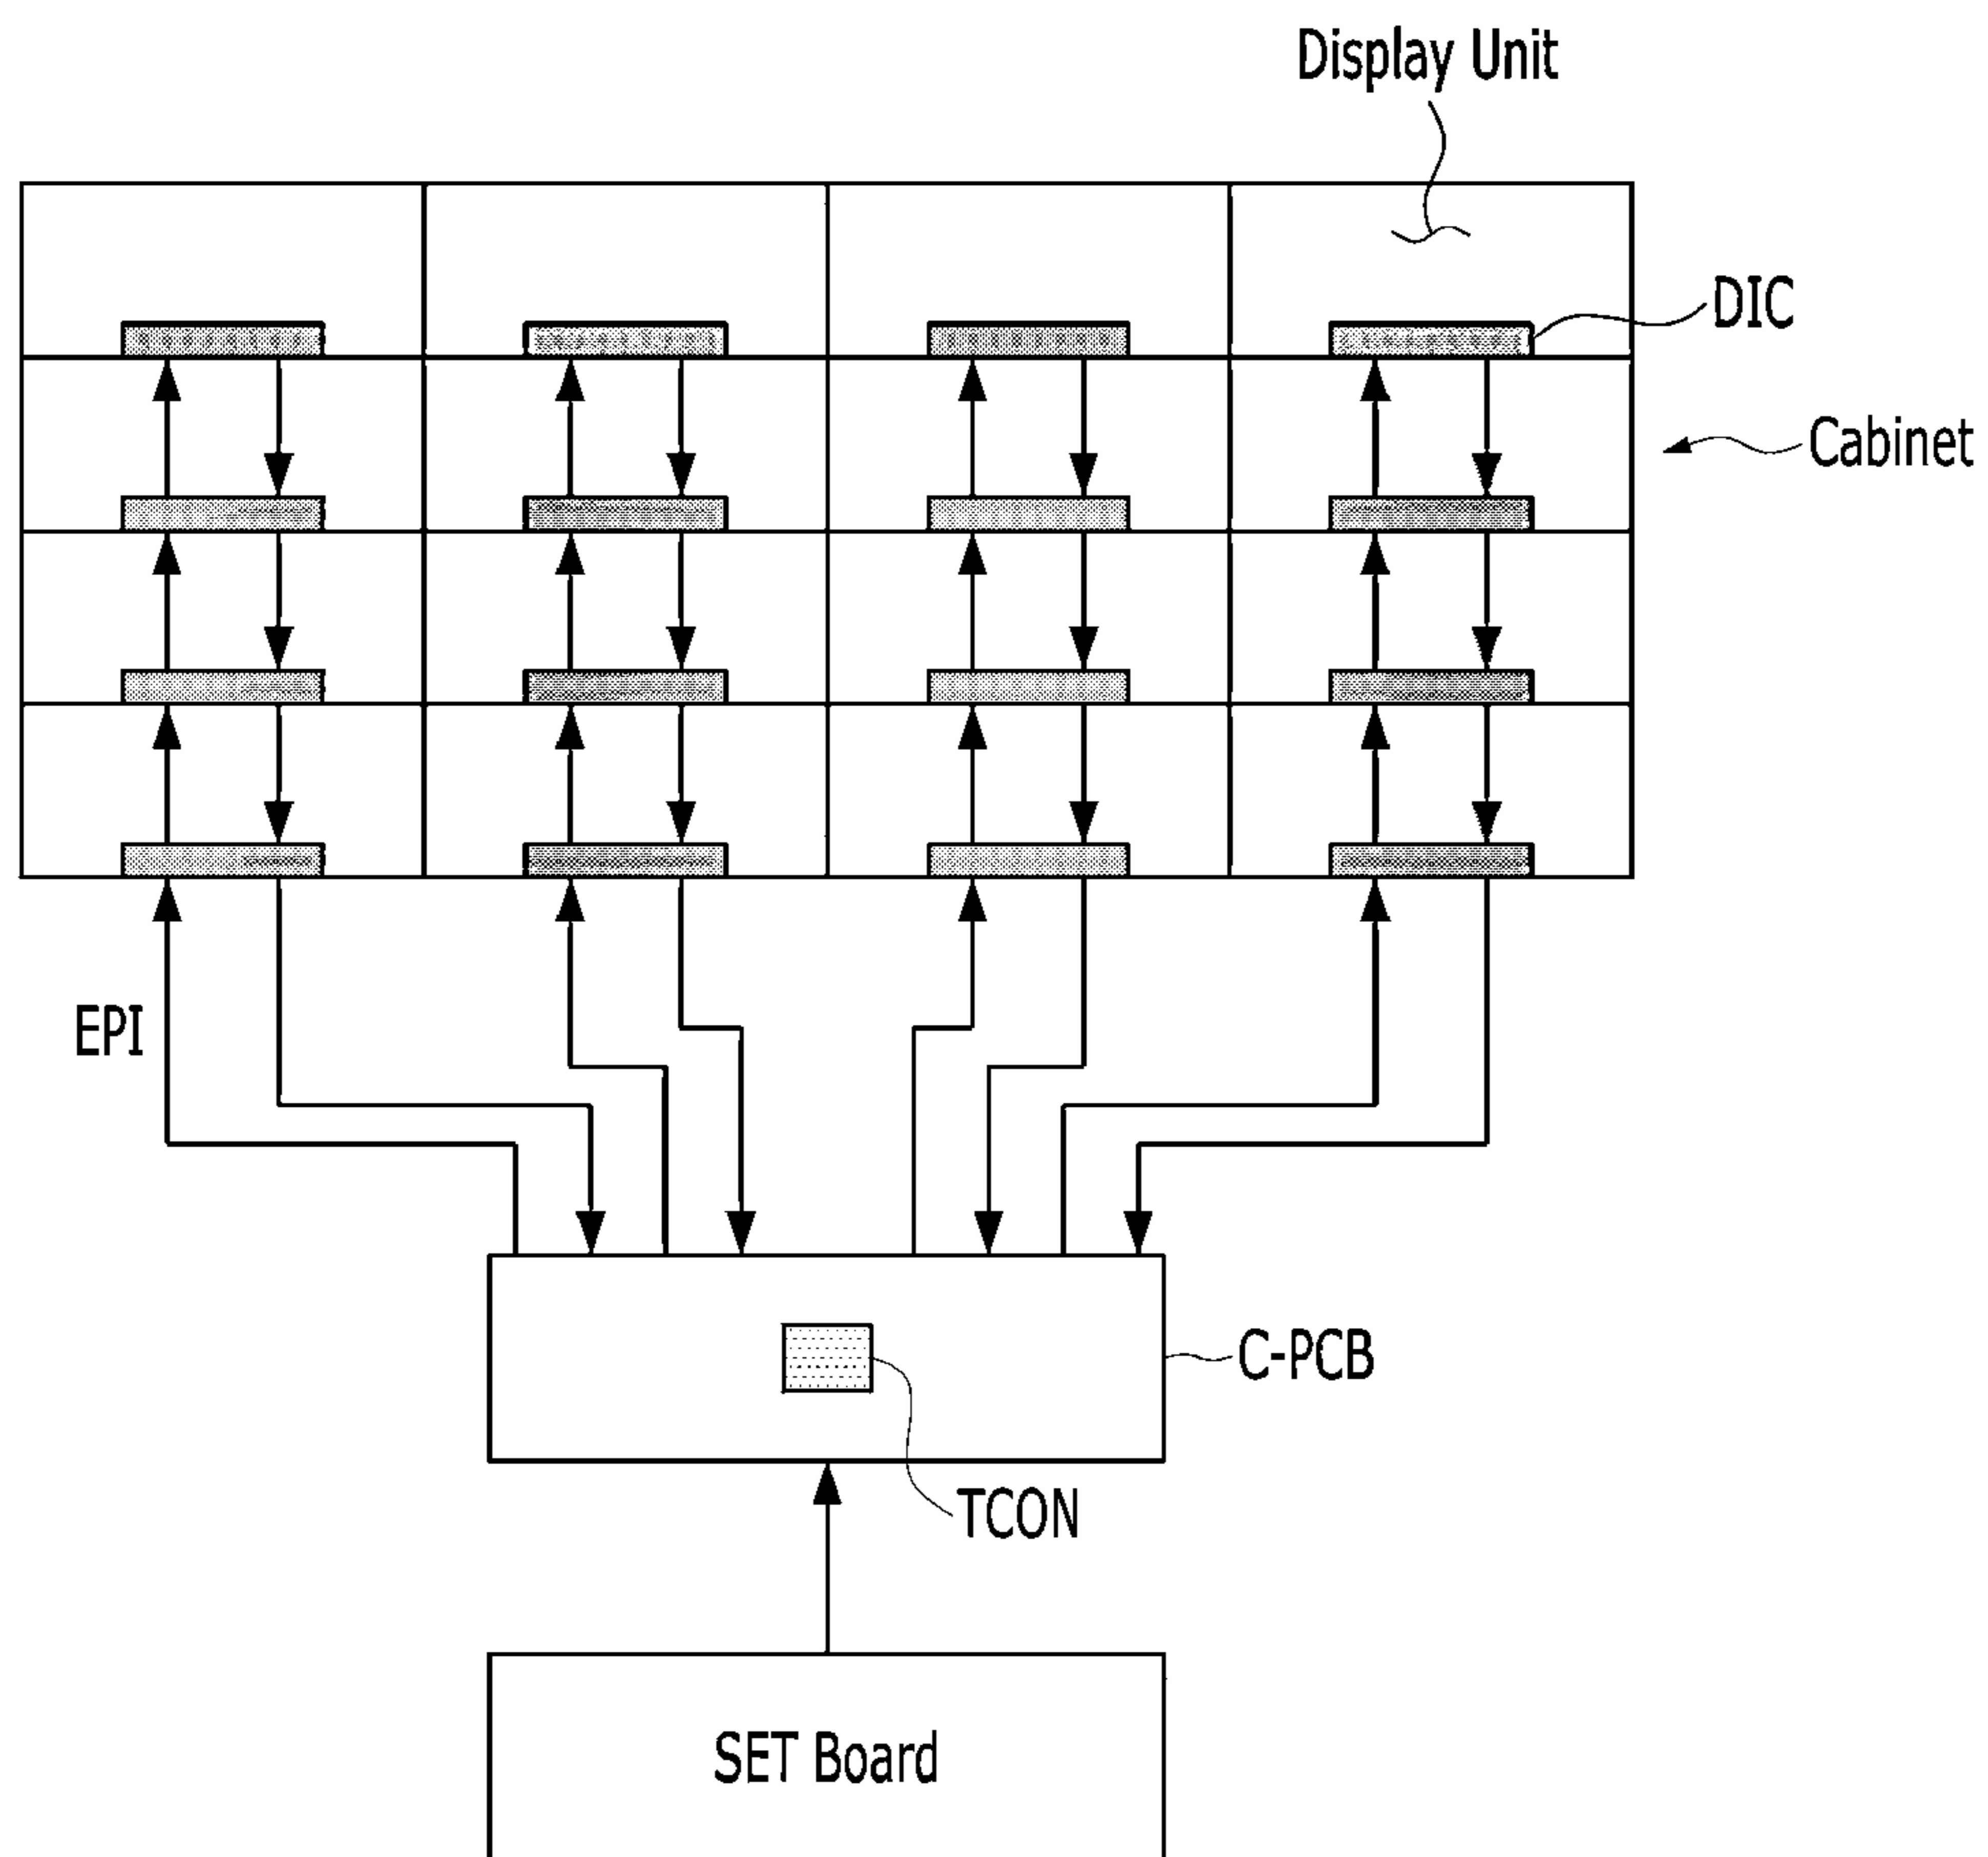 Display Unit
DIC
Cabinet
EPI
C-PCB
TCON
SET Board